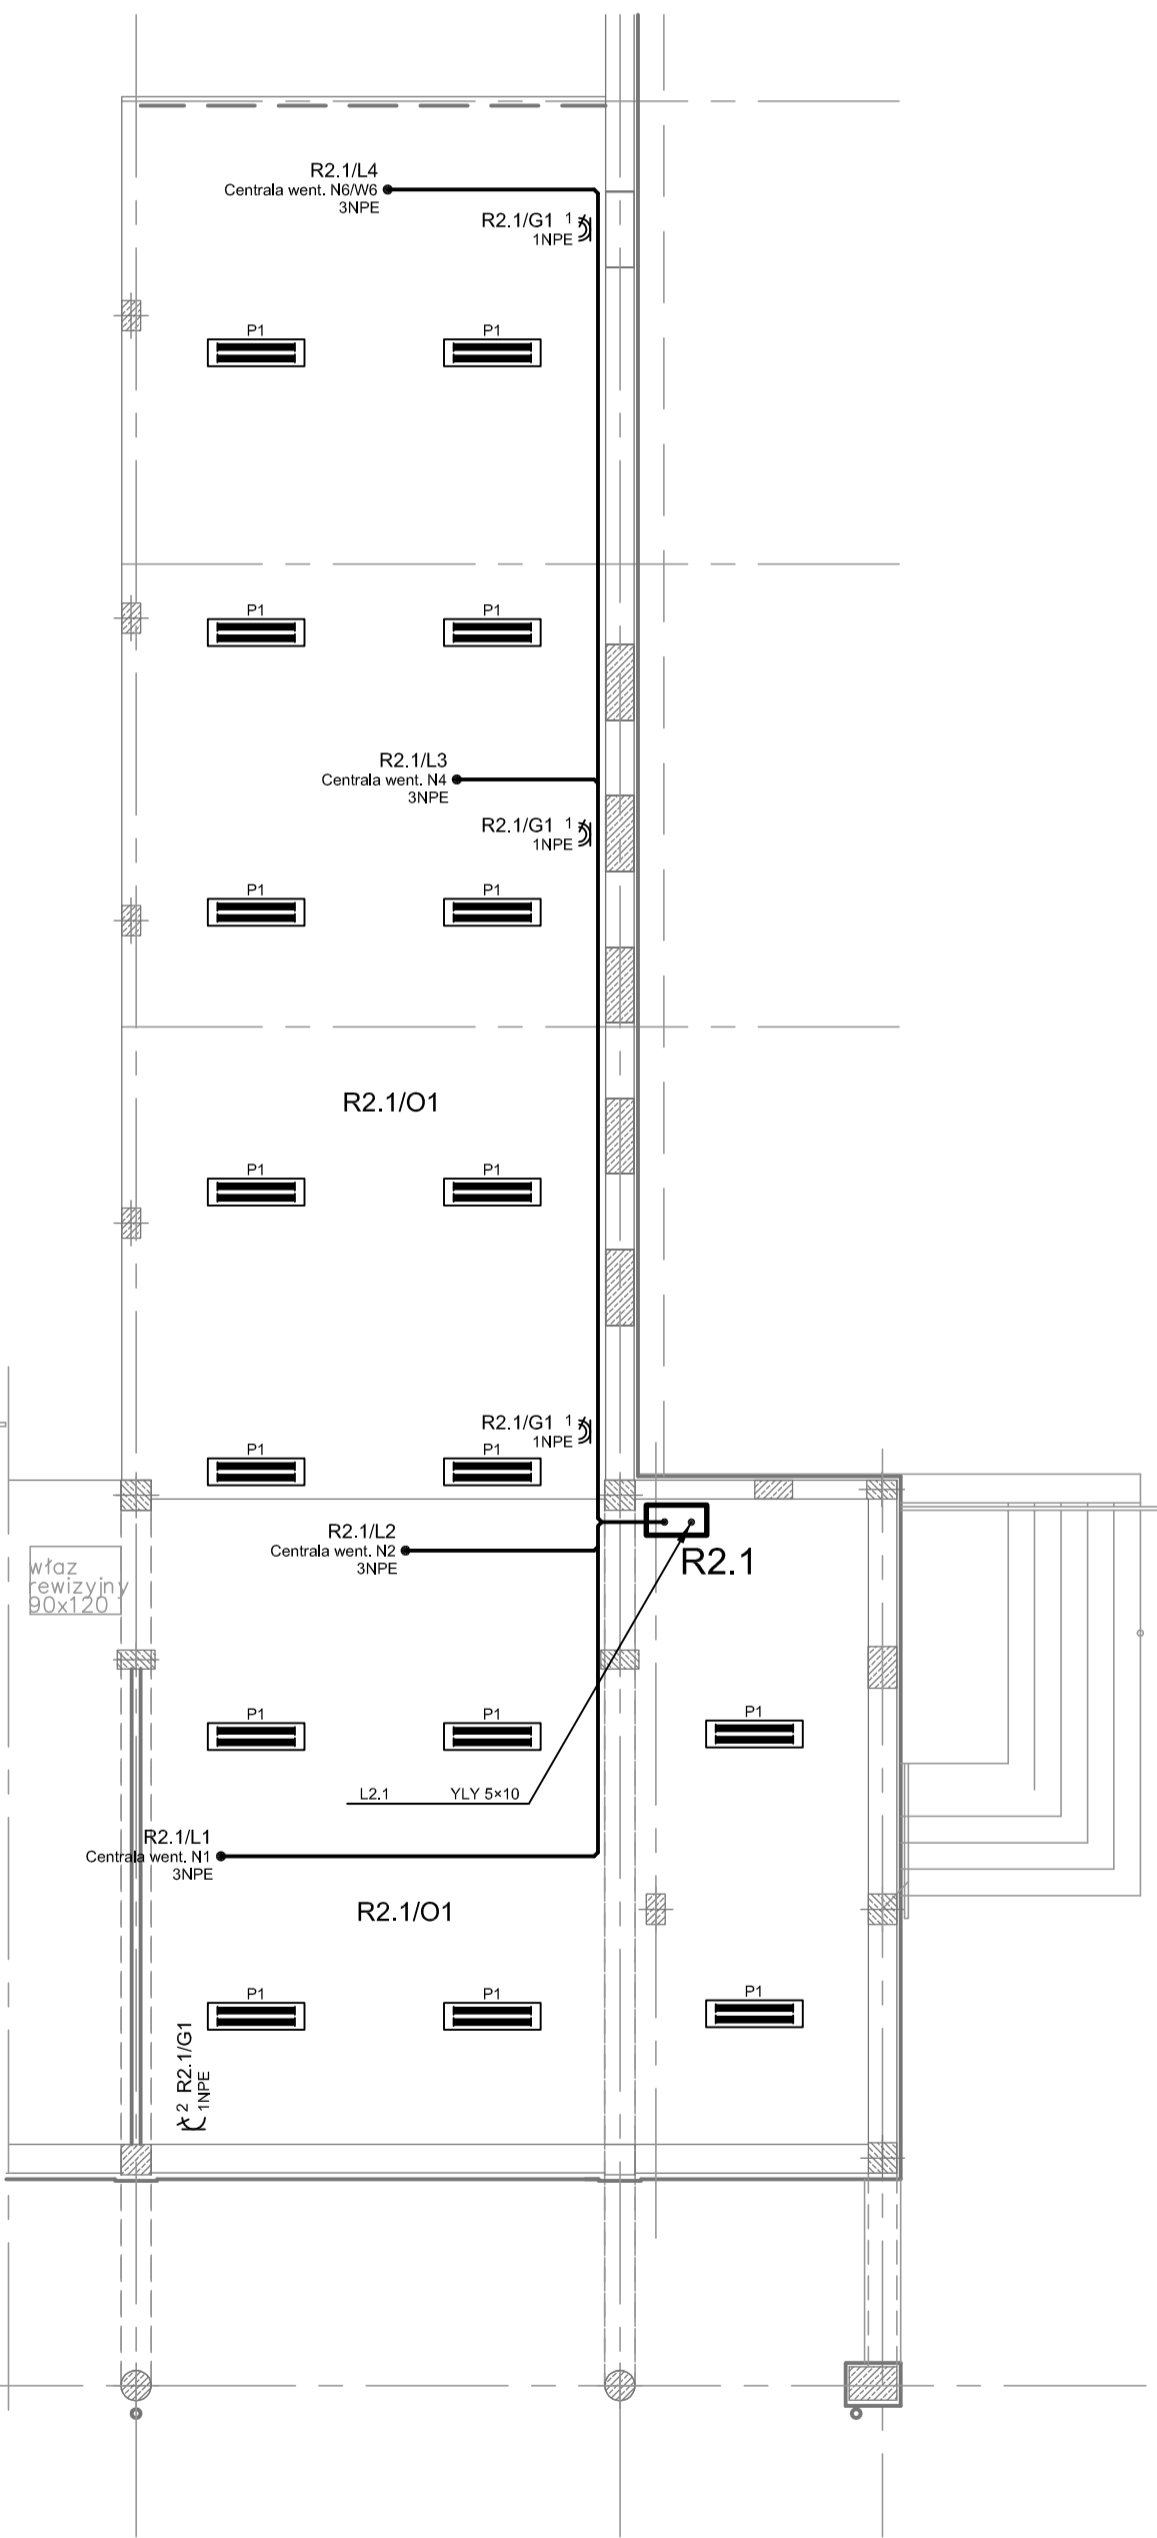 R2.1/L4
Centrala went. N6/W6
3NPE
R2.1/G1 1
1NPE
P1
P1
P1
P1
R2.1/L3
Centrala went. N4
3NPE
R2.1/G1 1
1NPE
P1
P1
R2.1/O1
P1
P1
R2.1/G1 1
1NPE
P1
P1
R2.1/L2
Centrala went. N2
3NPE
R2.1
właz
rewizyjny
90x120
P1
P1
P1
L2.1 YLY 5×10
R2.1/L1
Centrala went. N1
3NPE
R2.1/O1
P1
P1
P1
2 R2.1/G1
1NPE